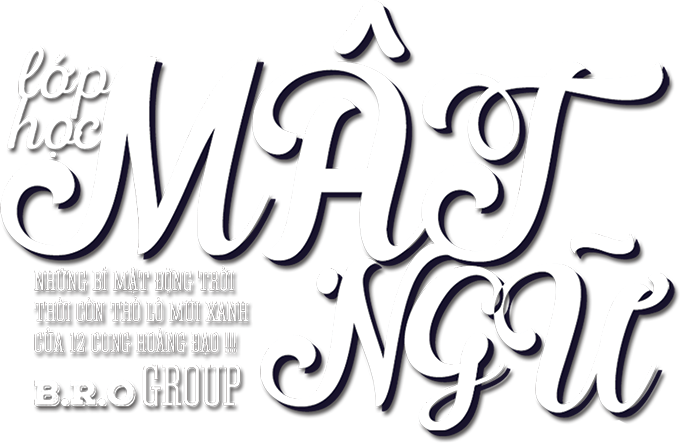 lớp
học
MẬT
NGỮ
NHỮNG BÍ MẬT ĐỘNG TRỜI
THỜI CÒN THÒ LÒ MŨI XANH
CỦA 12 CUNG HOÀNG ĐẠO !!!
B.R.O GROUP